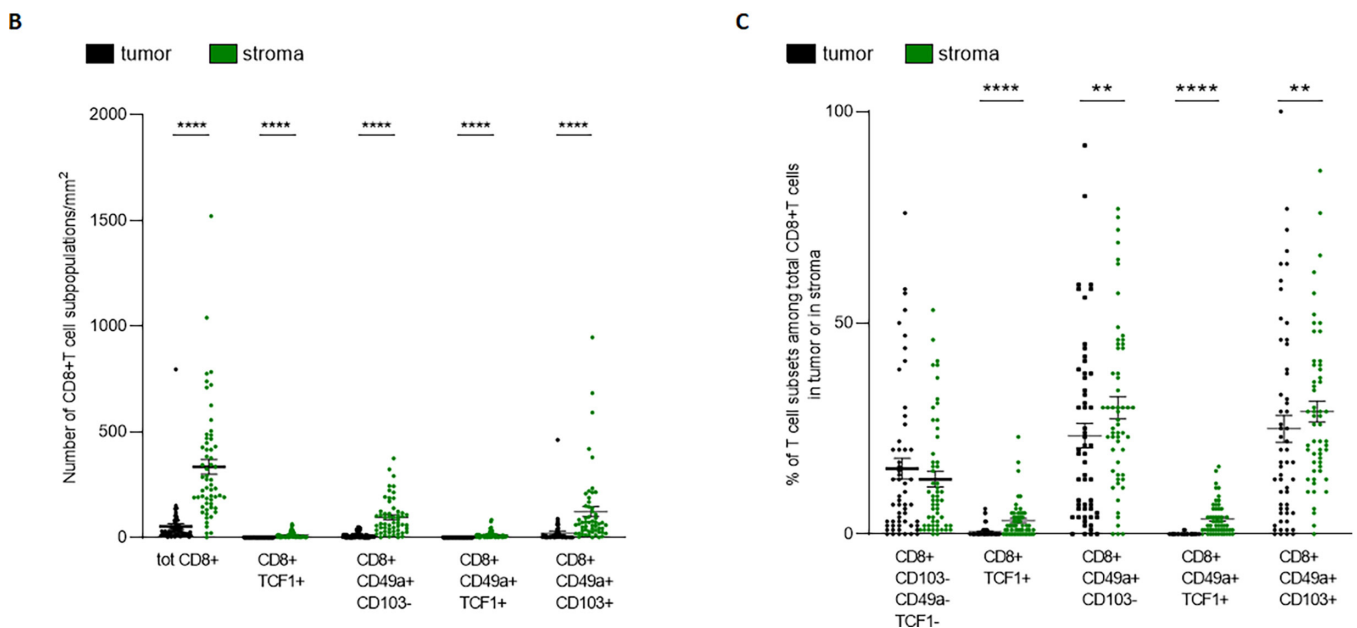 B
tumor stroma
Number of CD8+T cell subpopulations/mm²
2000
1500
1000
500
0
**** **** **** **** ****
tot CD8+
CD8+
TCF1+
CD8+
CD49a+
CD103-
CD8+
CD49a+
TCF1+
CD8+
CD49a+
CD103+
C
tumor stroma
% of T cell subsets among total CD8+T cells
in tumor or in stroma
100
50
0
**** ** **** **
CD8+
CD103-
CD49a-
TCF1-
CD8+
TCF1+
CD8+
CD49a+
CD103-
CD8+
CD49a+
TCF1+
CD8+
CD49a+
CD103+